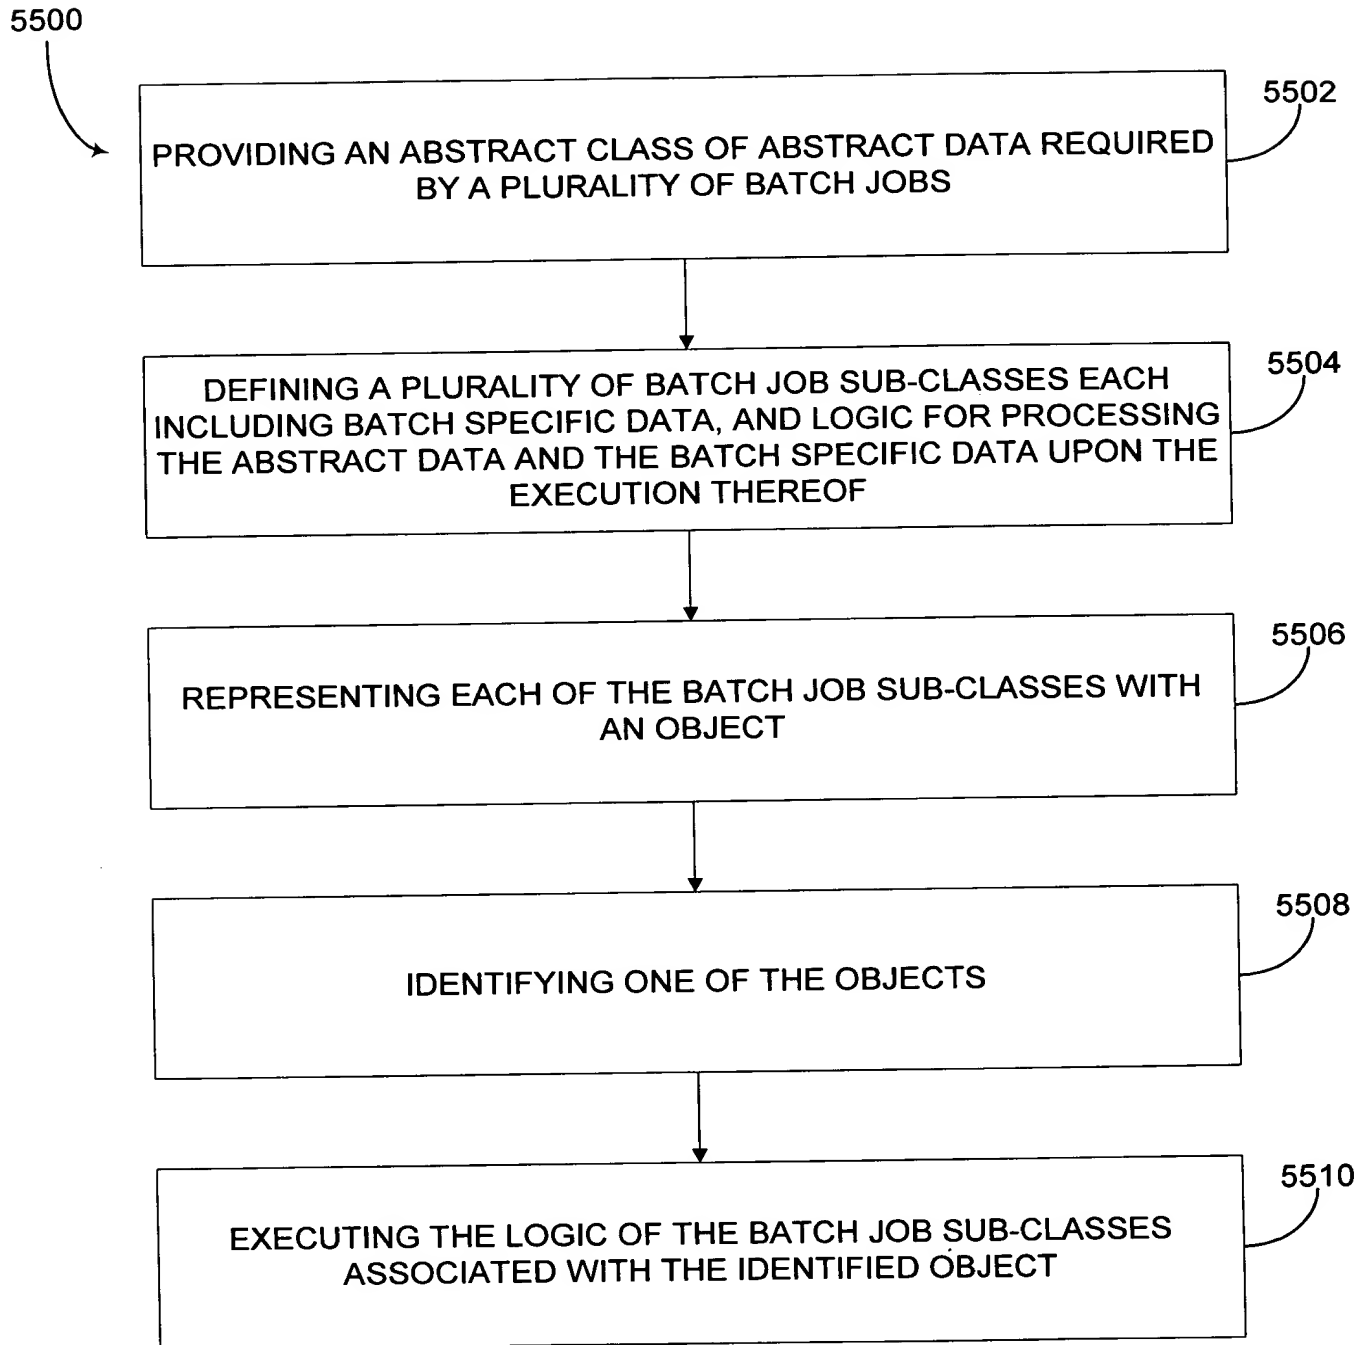 5500
5502
PROVIDING AN ABSTRACT CLASS OF ABSTRACT DATA REQUIRED
BY A PLURALITY OF BATCH JOBS
5504
DEFINING A PLURALITY OF BATCH JOB SUB-CLASSES EACH
INCLUDING BATCH SPECIFIC DATA, AND LOGIC FOR PROCESSING
THE ABSTRACT DATA AND THE BATCH SPECIFIC DATA UPON THE
EXECUTION THEREOF
5506
REPRESENTING EACH OF THE BATCH JOB SUB-CLASSES WITH
AN OBJECT
5508
IDENTIFYING ONE OF THE OBJECTS
5510
EXECUTING THE LOGIC OF THE BATCH JOB SUB-CLASSES
ASSOCIATED WITH THE IDENTIFIED OBJECT